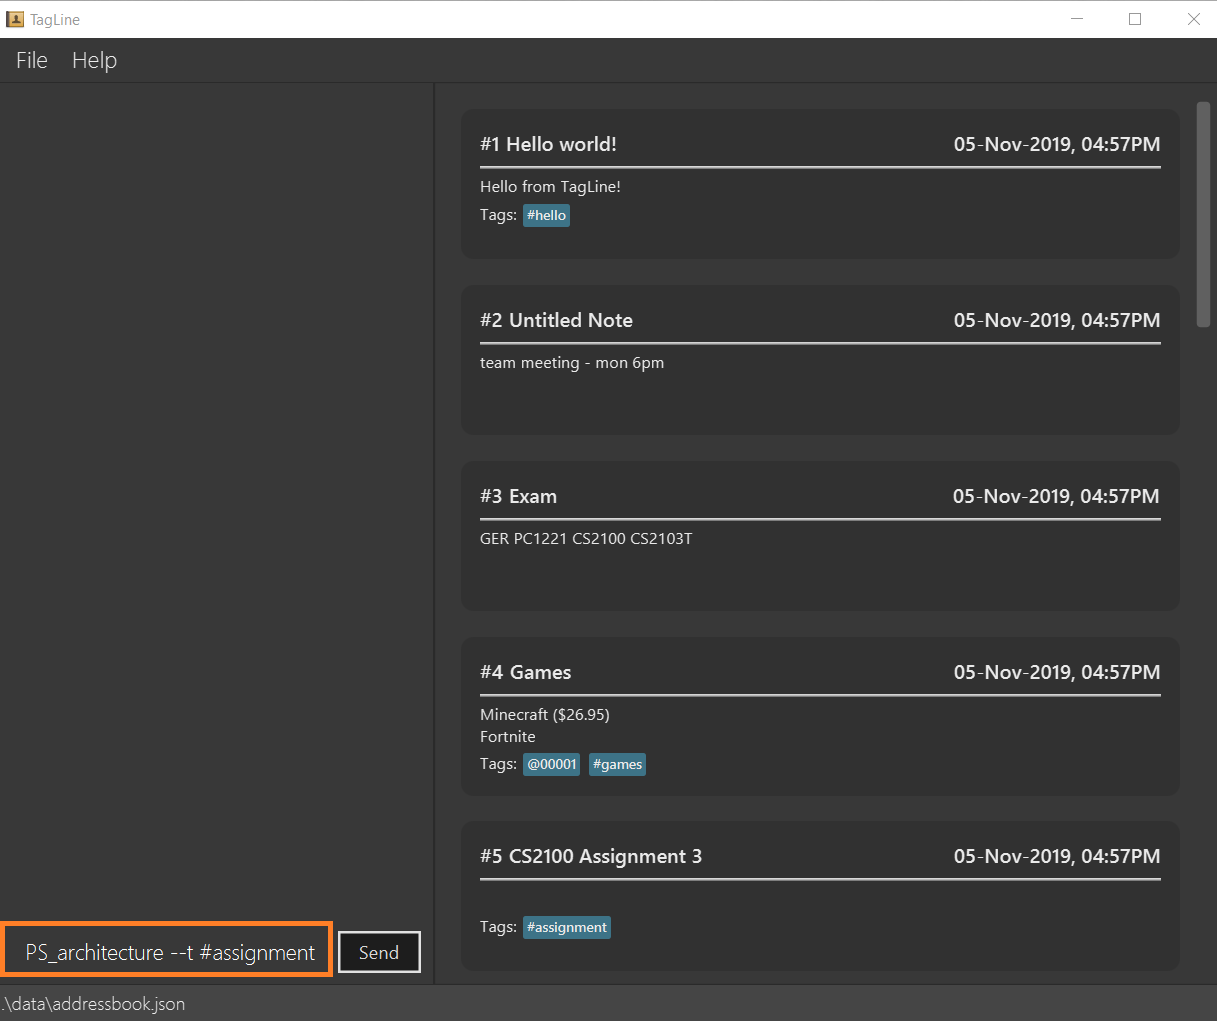 TagLine
File Help
#1 Hello world! 05-Nov-2019, 04:57PM
Hello from TagLine!
Tags: #hello
#2 Untitled Note 05-Nov-2019, 04:57PM
team meeting - mon 6pm
#3 Exam 05-Nov-2019, 04:57PM
GER PC1221 CS2100 CS2103T
#4 Games 05-Nov-2019, 04:57PM
Minecraft ($26.95)
Fortnite
Tags: @00001 #games
#5 CS2100 Assignment 3 05-Nov-2019, 04:57PM
Tags: #assignment
PS_architecture --t #assignment Send
.\data\addressbook.json